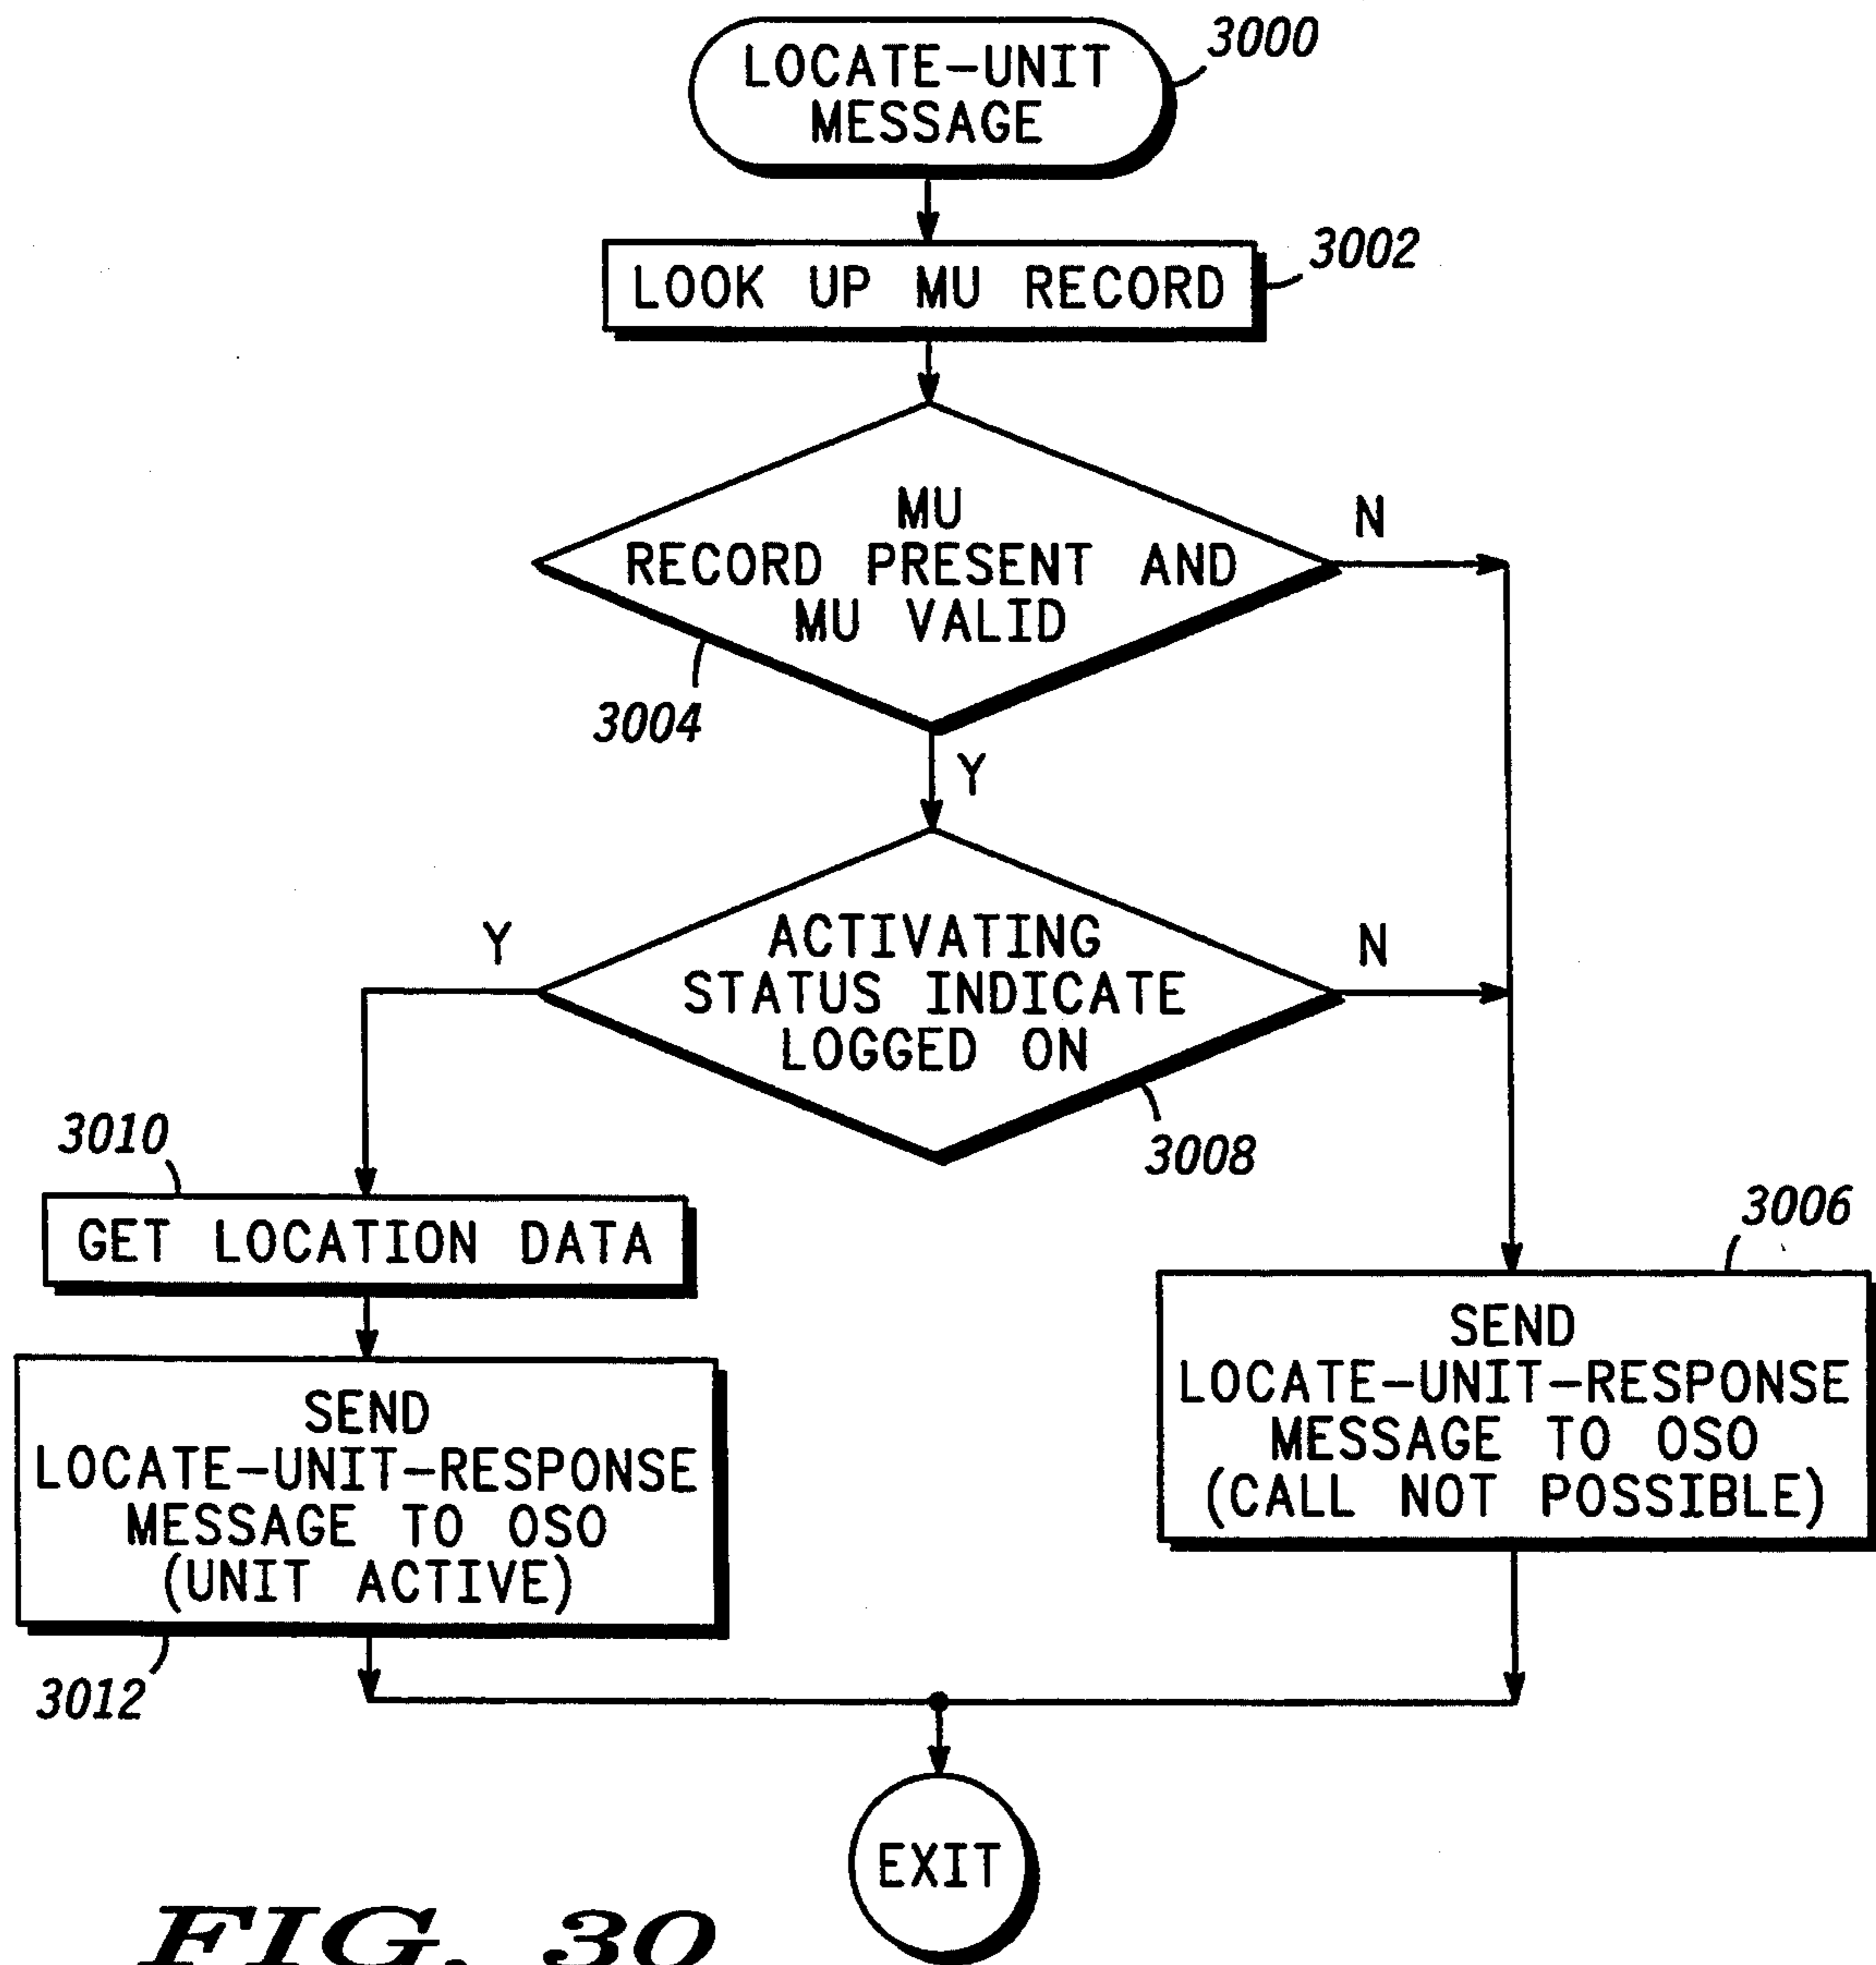 LOCATE-UNIT
MESSAGE
3000
LOOK UP MU RECORD
3002
MU
RECORD PRESENT AND
MU VALID
N
3004
Y
ACTIVATING
STATUS INDICATE
LOGGED ON
Y
N
3008
3010
GET LOCATION DATA
3006
SEND
LOCATE-UNIT-RESPONSE
MESSAGE TO OSO
(CALL NOT POSSIBLE)
SEND
LOCATE-UNIT-RESPONSE
MESSAGE TO OSO
(UNIT ACTIVE)
3012
EXIT
FIG. 30